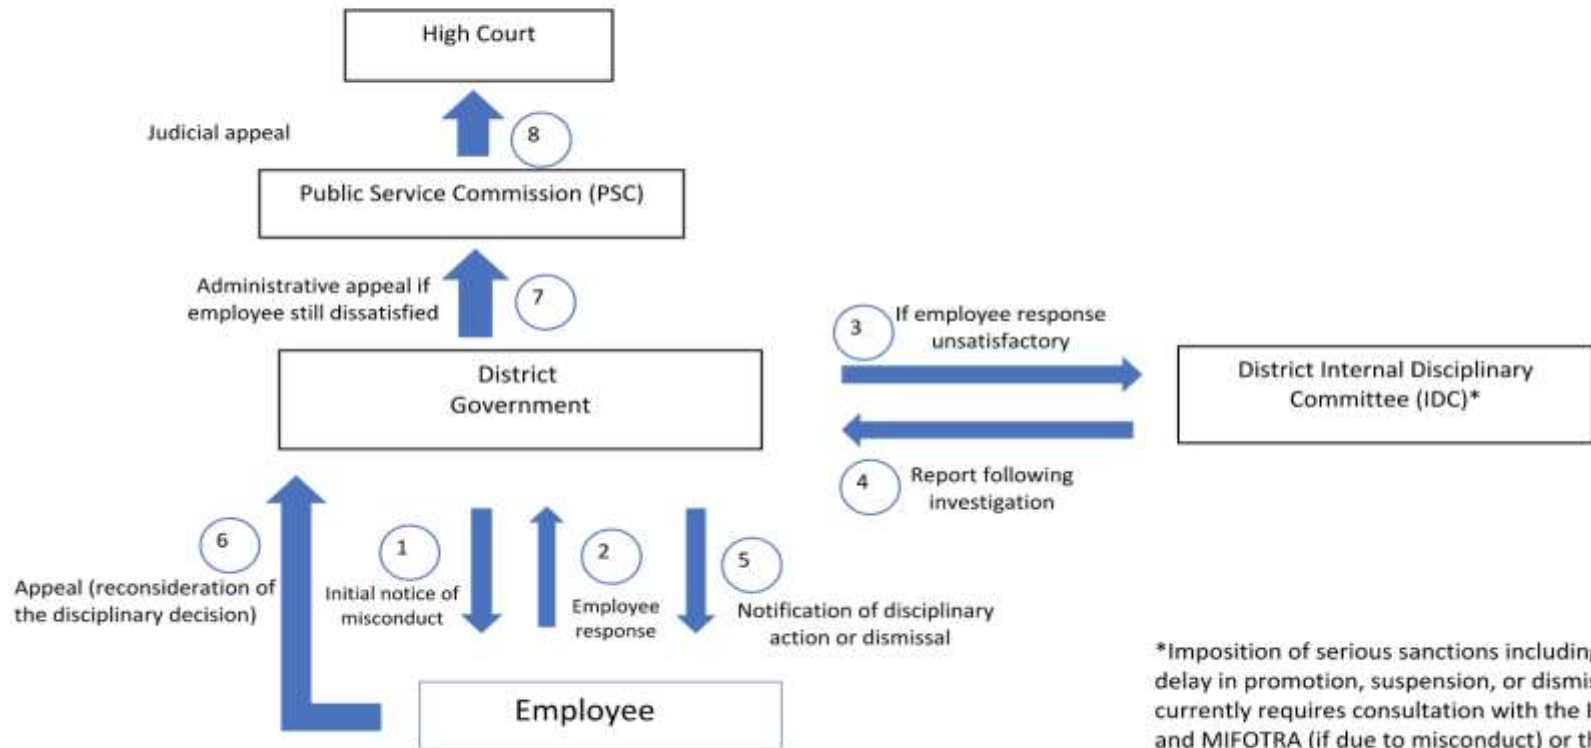 High Court
Judicial appeal
8
Public Service Commission (PSC)
Administrative appeal if
employee still dissatisfied
7
3
If employee response
unsatisfactory
District
Government
District Internal Disciplinary
Committee (IDC)*
4
Report following
investigation
6
Appeal (reconsideration of
the disciplinary decision)
1
Initial notice of
misconduct
2
Employee
response
5
Notification of disciplinary
action or dismissal
Employee
*Imposition of serious sanctions including
delay in promotion, suspension, or
currently requires consultation with the
and MIFOTRA (if due to misconduct) or